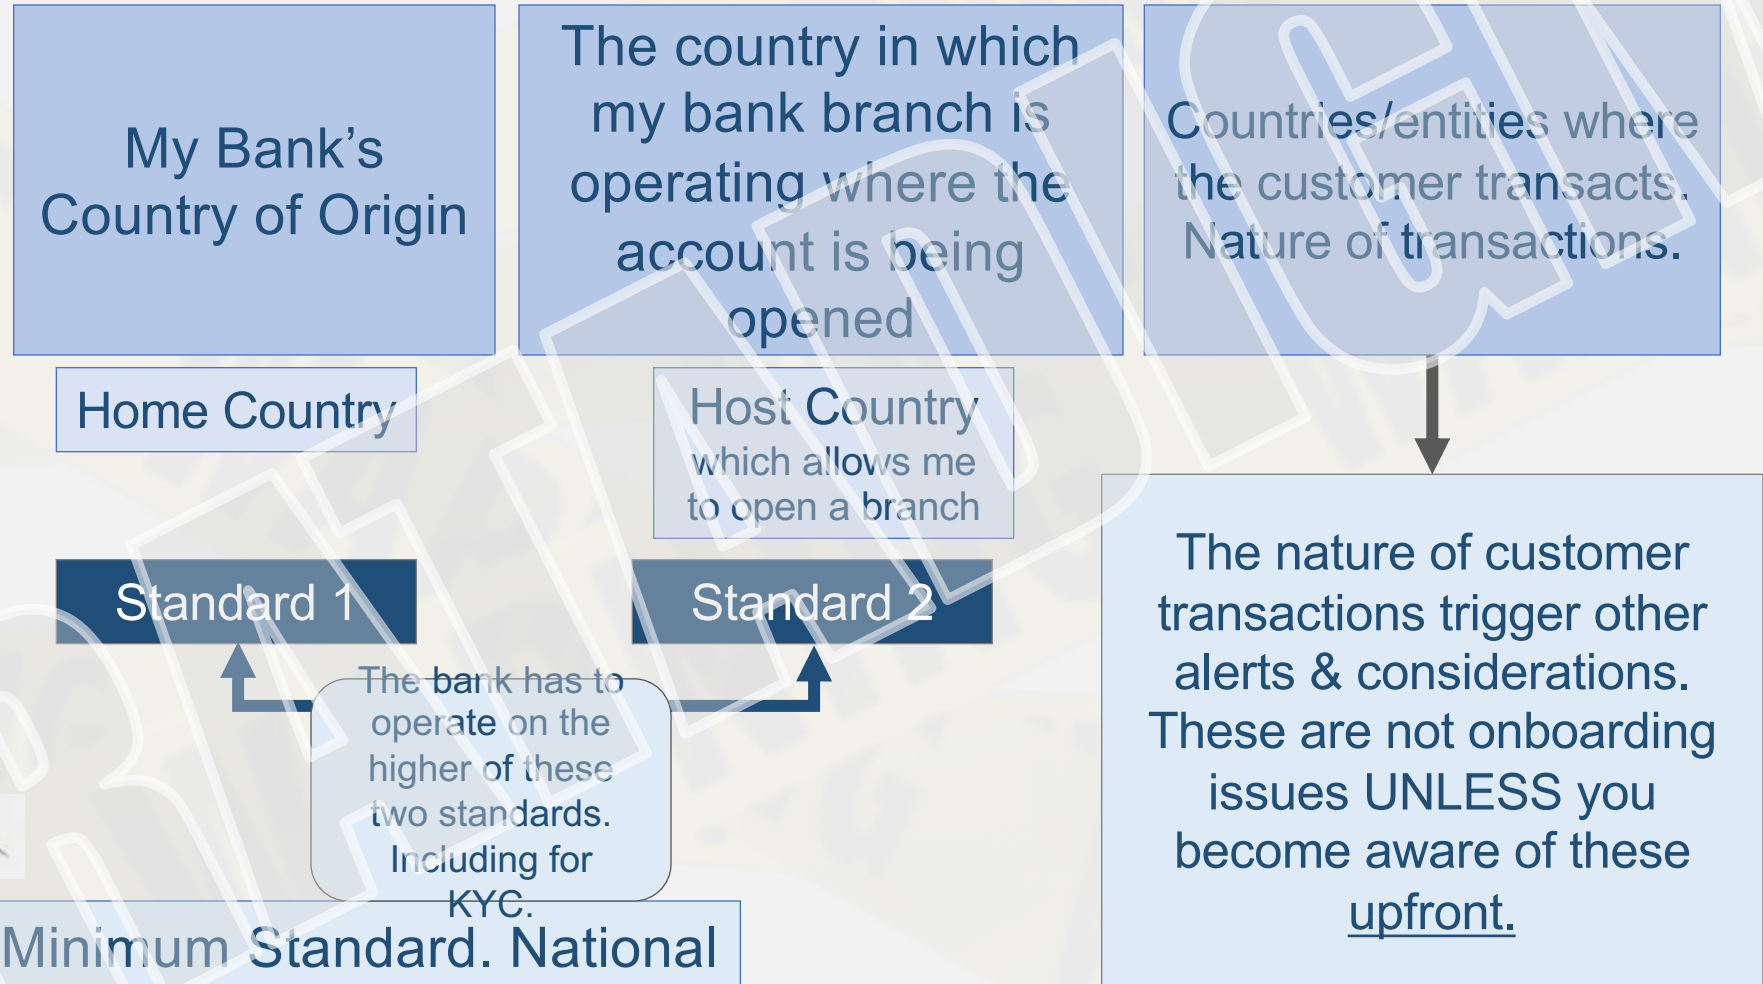 My Bank's
Country of Origin
The country in which
my bank branch is
operating where the
account is being
opened
Countries/entities where
the customer transacts.
Nature of transactions.
Home Country
Host Country
which allows me
to open a branch
Standard 1
Standard 2
The bank has to
operate on the
higher of these
two standards.
Including for
KYC.
The nature of customer
transactions trigger other
alerts & considerations.
These are not onboarding
issues UNLESS you
become aware of these
upfront.
Minimum Standard. National